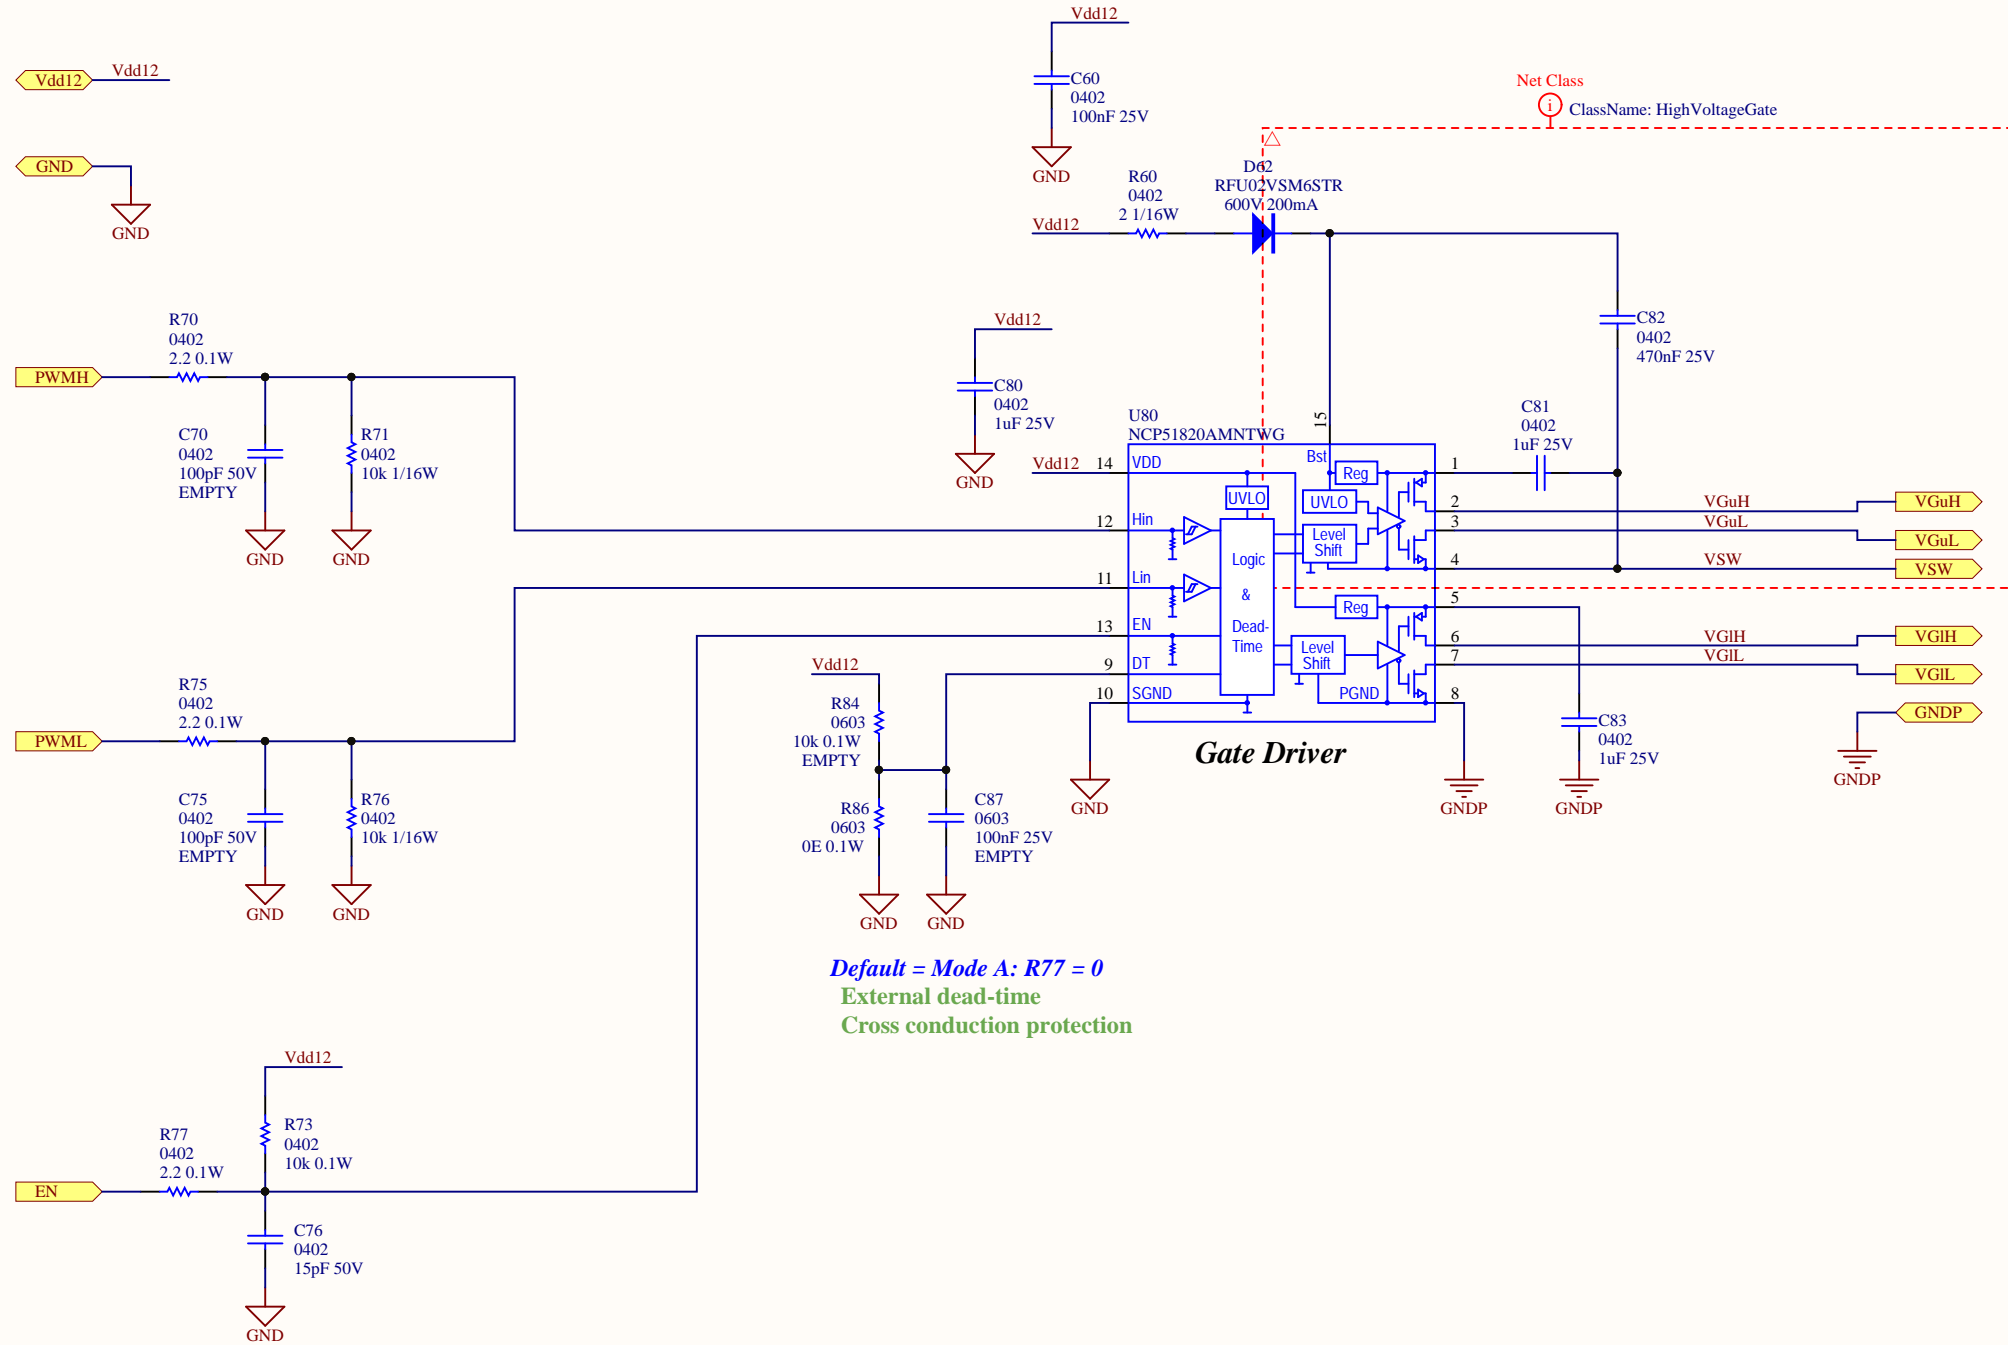 Vdd12
Vdd12
GND
GND
Vdd12
C60
0402
100nF 25V
GND
Net Class
i
ClassName: HighVoltageGate
R60
0402
2 1/16W
Vdd12
D62
RFU02VSM6STR
600V 200mA
C82
0402
470nF 25V
R70
0402
2.2 0.1W
PWMH
C70
0402
100pF 50V
EMPTY
GND
R71
0402
10k 1/16W
GND
Vdd12
C80
0402
1uF 25V
GND
C81
0402
1uF 25V
U80
NCP51820AMNTWG
15
Vdd12
14
VDD
12
Hin
11
Lin
13
EN
9
DT
10
SGND
UVLO
Logic
&
Dead-
Time
Bst
Reg
UVLO
Level
Shift
Reg
Level
Shift
PGND
1
2
3
4
5
6
7
8
VGuH
VGuH
VGuL
VGuL
VSW
VSW
VGlH
VGlH
VGlL
VGlL
GNDP
GNDP
Gate Driver
GND
GNDP
C83
0402
1uF 25V
GNDP
R75
0402
2.2 0.1W
PWML
C75
0402
100pF 50V
EMPTY
GND
R76
0402
10k 1/16W
GND
Vdd12
R84
0603
10k 0.1W
EMPTY
R86
0603
0E 0.1W
GND
C87
0603
100nF 25V
EMPTY
GND
Default = Mode A: R77 = 0
External dead-time
Cross conduction protection
Vdd12
R73
0402
10k 0.1W
R77
0402
2.2 0.1W
EN
C76
0402
15pF 50V
GND